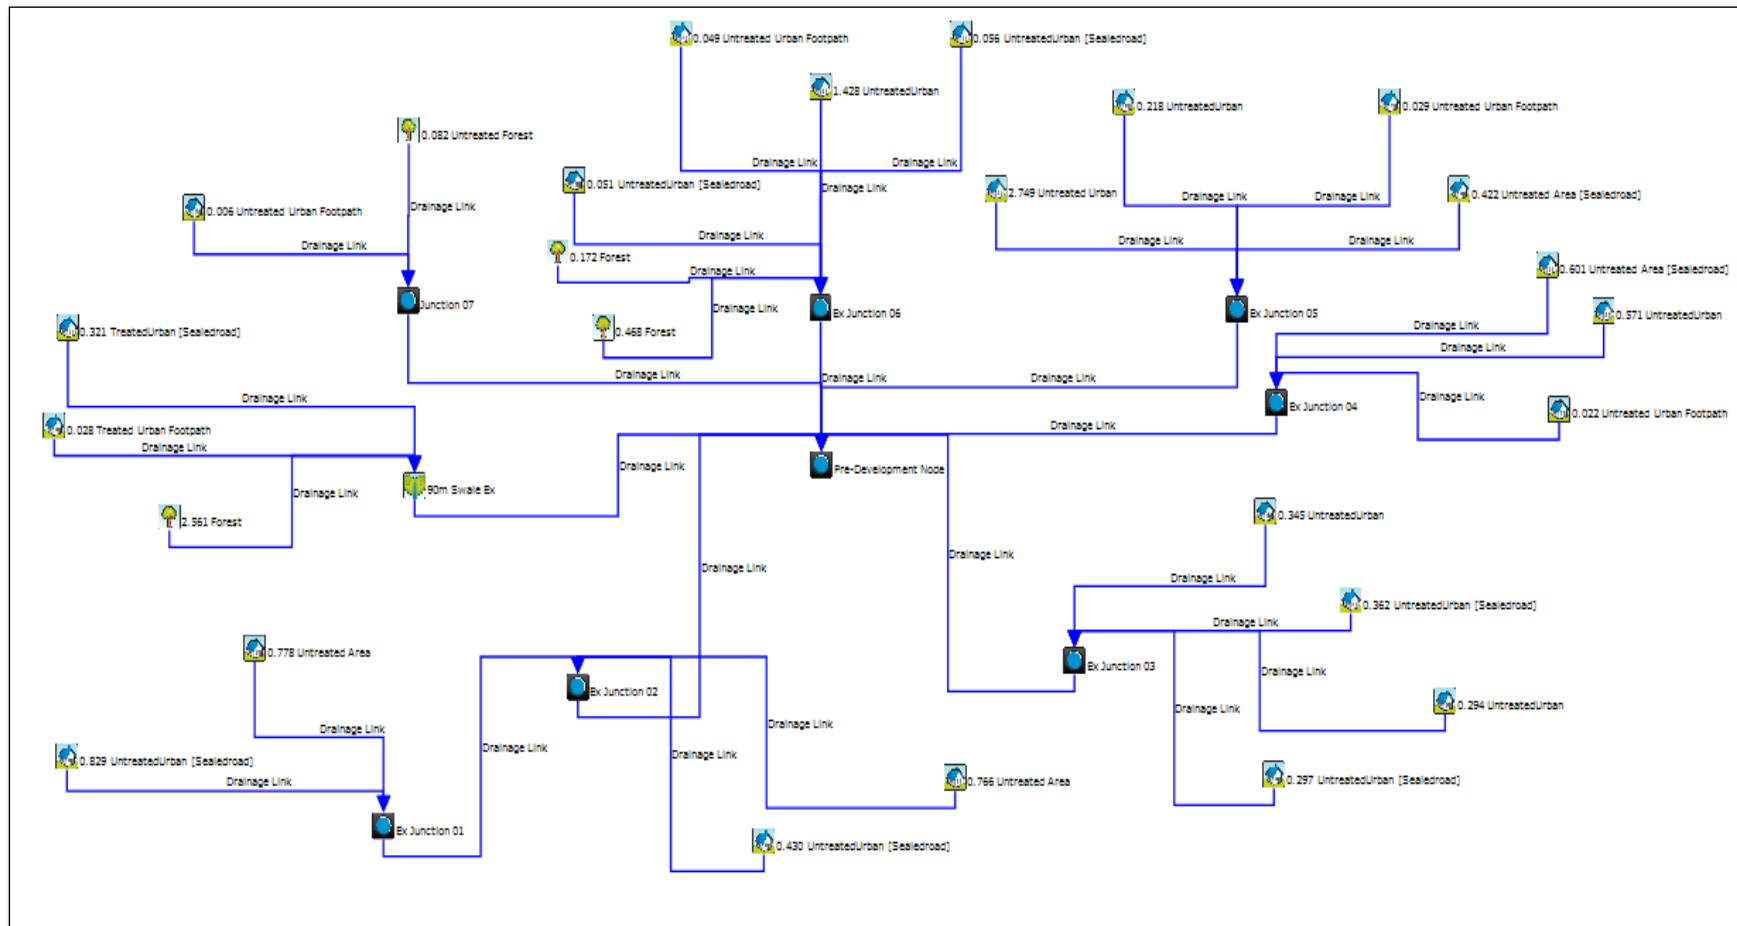 0.049 Untreated Urban Footpath
0.056 UntreatedUrban [Sealedroad]
1.428 UntreatedUrban
0.218 UntreatedUrban
0.029 Untreated Urban Footpath
0.082 Untreated Forest
Drainage Link
Drainage Link
0.051 UntreatedUrban [Sealedroad]
Drainage Link
2.749 Untreated Urban
Drainage Link
Drainage Link
0.422 Untreated Area [Sealedroad]
0.006 Untreated Urban Footpath
Drainage Link
Drainage Link
Drainage Link
Drainage Link
Drainage Link
0.172 Forest
Drainage Link
0.601 Untreated Area [Sealedroad]
Drainage Link
Junction 07
Drainage Link
Ex Junction 06
Ex Junction 05
0.571 UntreatedUrban
0.321 TreatedUrban [Sealedroad]
0.468 Forest
Drainage Link
Drainage Link
Drainage Link
Drainage Link
Drainage Link
Drainage Link
Drainage Link
Ex Junction 04
0.022 Untreated Urban Footpath
0.028 Treated Urban Footpath
Drainage Link
Drainage Link
Drainage Link
Pre-Development Node
90m Swale Ex
Drainage Link
2.561 Forest
0.345 UntreatedUrban
Drainage Link
Drainage Link
Drainage Link
0.362 UntreatedUrban [Sealedroad]
Drainage Link
0.778 Untreated Area
Ex Junction 03
Drainage Link
Ex Junction 02
Drainage Link
0.294 UntreatedUrban
Drainage Link
Drainage Link
Drainage Link
Drainage Link
0.829 UntreatedUrban [Sealedroad]
Drainage Link
0.766 Untreated Area
0.297 UntreatedUrban [Sealedroad]
Ex Junction 01
0.430 UntreatedUrban [Sealedroad]